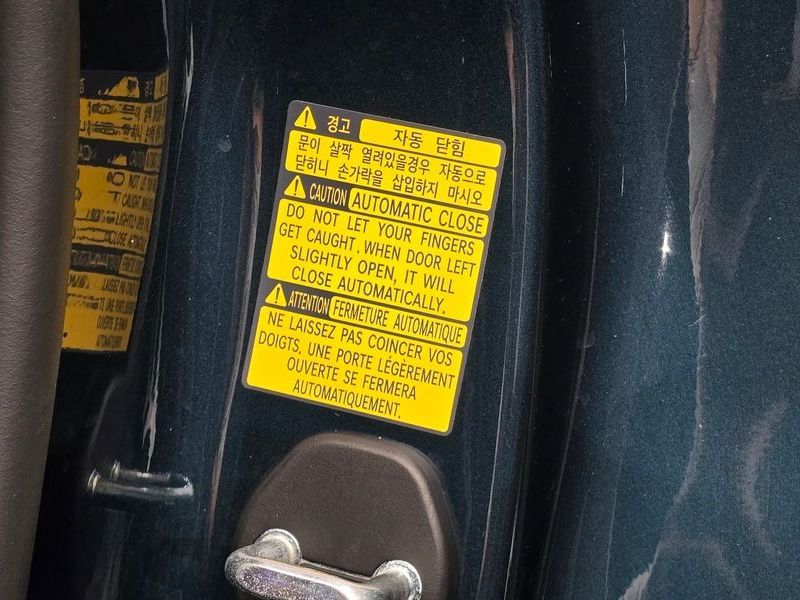 경고 자동 닫힘
문이 살짝 열려있을경우 자동으로
닫히니 손가락을 삽입하지 마시오
CAUTION AUTOMATIC CLOSE
DO NOT LET YOUR FINGERS
GET CAUGHT. WHEN DOOR LEFT
SLIGHTLY OPEN, IT WILL
CLOSE AUTOMATICALLY.
ATTENTION FERMETURE AUTOMATIQUE
NE LAISSEZ PAS COINCER VOS
DOIGTS. UNE PORTE LÉGÈREMENT
OUVERTE SE FERMERA
AUTOMATIQUEMENT.